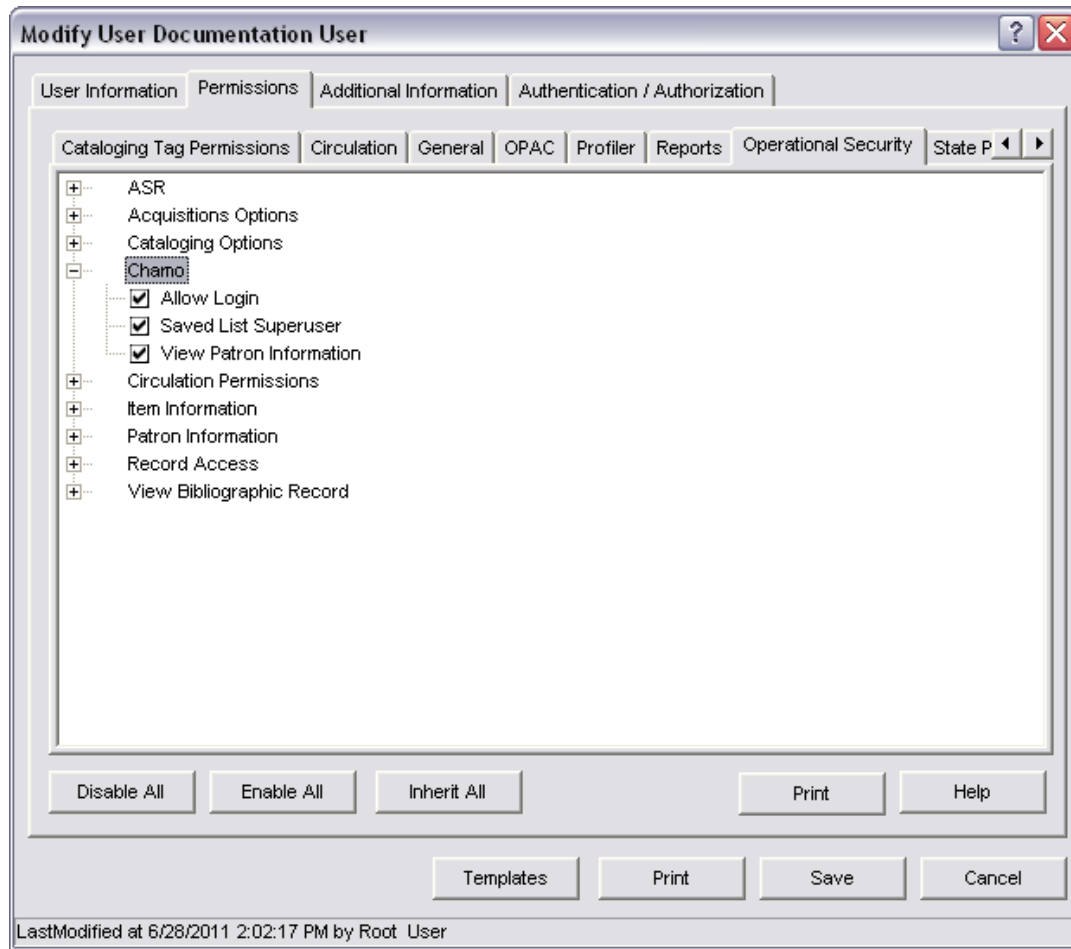 Modify User Documentation User
?
User Information Permissions Additional Information Authentication / Authorization
Cataloging Tag Permissions Circulation General OPAC Profiler Reports Operational Security State P
ASR
Acquisitions Options
Cataloging Options
Chamo
Allow Login
Saved List Superuser
View Patron Information
Circulation Permissions
Item Information
Patron Information
Record Access
View Bibliographic Record
Disable All Enable All Inherit All Print Help
Templates Print Save Cancel
LastModified at 6/28/2011 2:02:17 PM by Root User